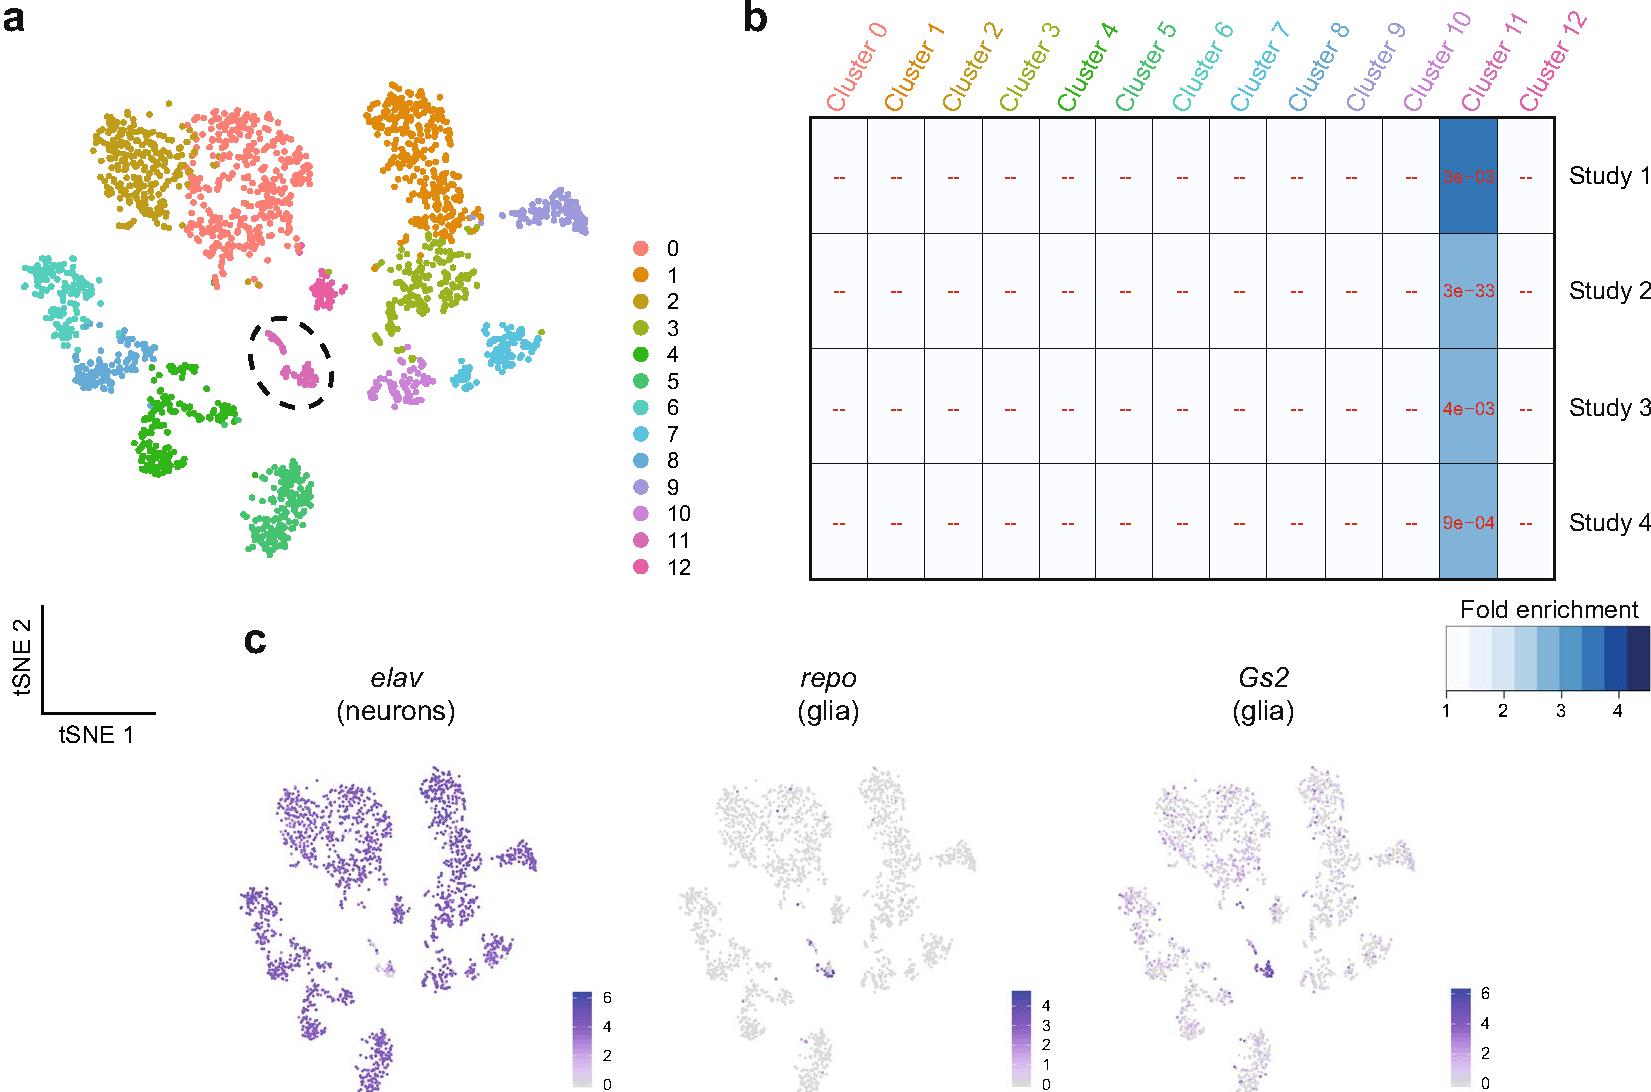 a
0
1
2
3
4
5
6
7
8
9
10
11
12
tSNE 2
tSNE 1
b
Cluster 0
Cluster 1
Cluster 2
Cluster 3
Cluster 4
Cluster 5
Cluster 6
Cluster 7
Cluster 8
Cluster 9
Cluster 10
Cluster 11
Cluster 12
-- -- -- -- -- -- -- -- -- -- -- 3e−03 -- Study 1
-- -- -- -- -- -- -- -- -- -- -- 3e−33 -- Study 2
-- -- -- -- -- -- -- -- -- -- -- 4e−03 -- Study 3
-- -- -- -- -- -- -- -- -- -- -- 9e−04 -- Study 4
Fold enrichment
1 2 3 4
c
elav
(neurons)
6
4
2
0
repo
(glia)
4
3
2
1
0
Gs2
(glia)
6
4
2
0